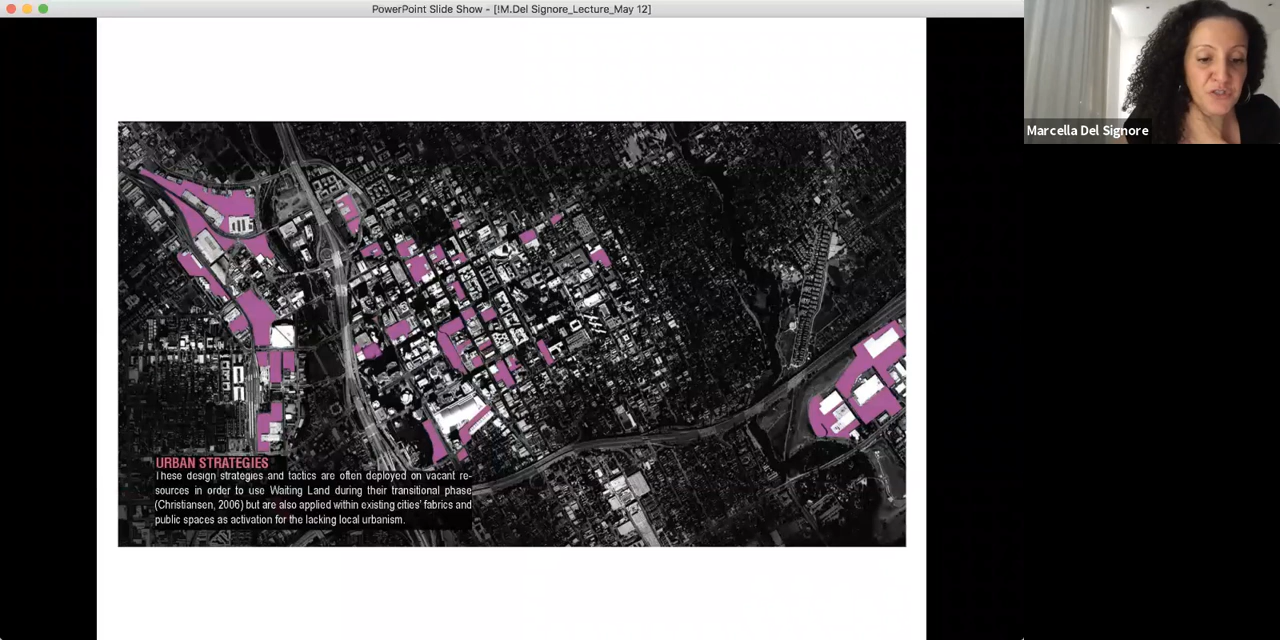 PowerPoint Slide Show - [!M.Del Signore_Lecture_May 12]
Marcella Del Signore
URBAN STRATEGIES
These design strategies and tactics are often deployed on vacant re-
sources in order to use Waiting Land during their transitional phase
(Christiansen, 2006) but are also applied within existing cities' fabrics and
public spaces as activation for the lacking local urbanism.